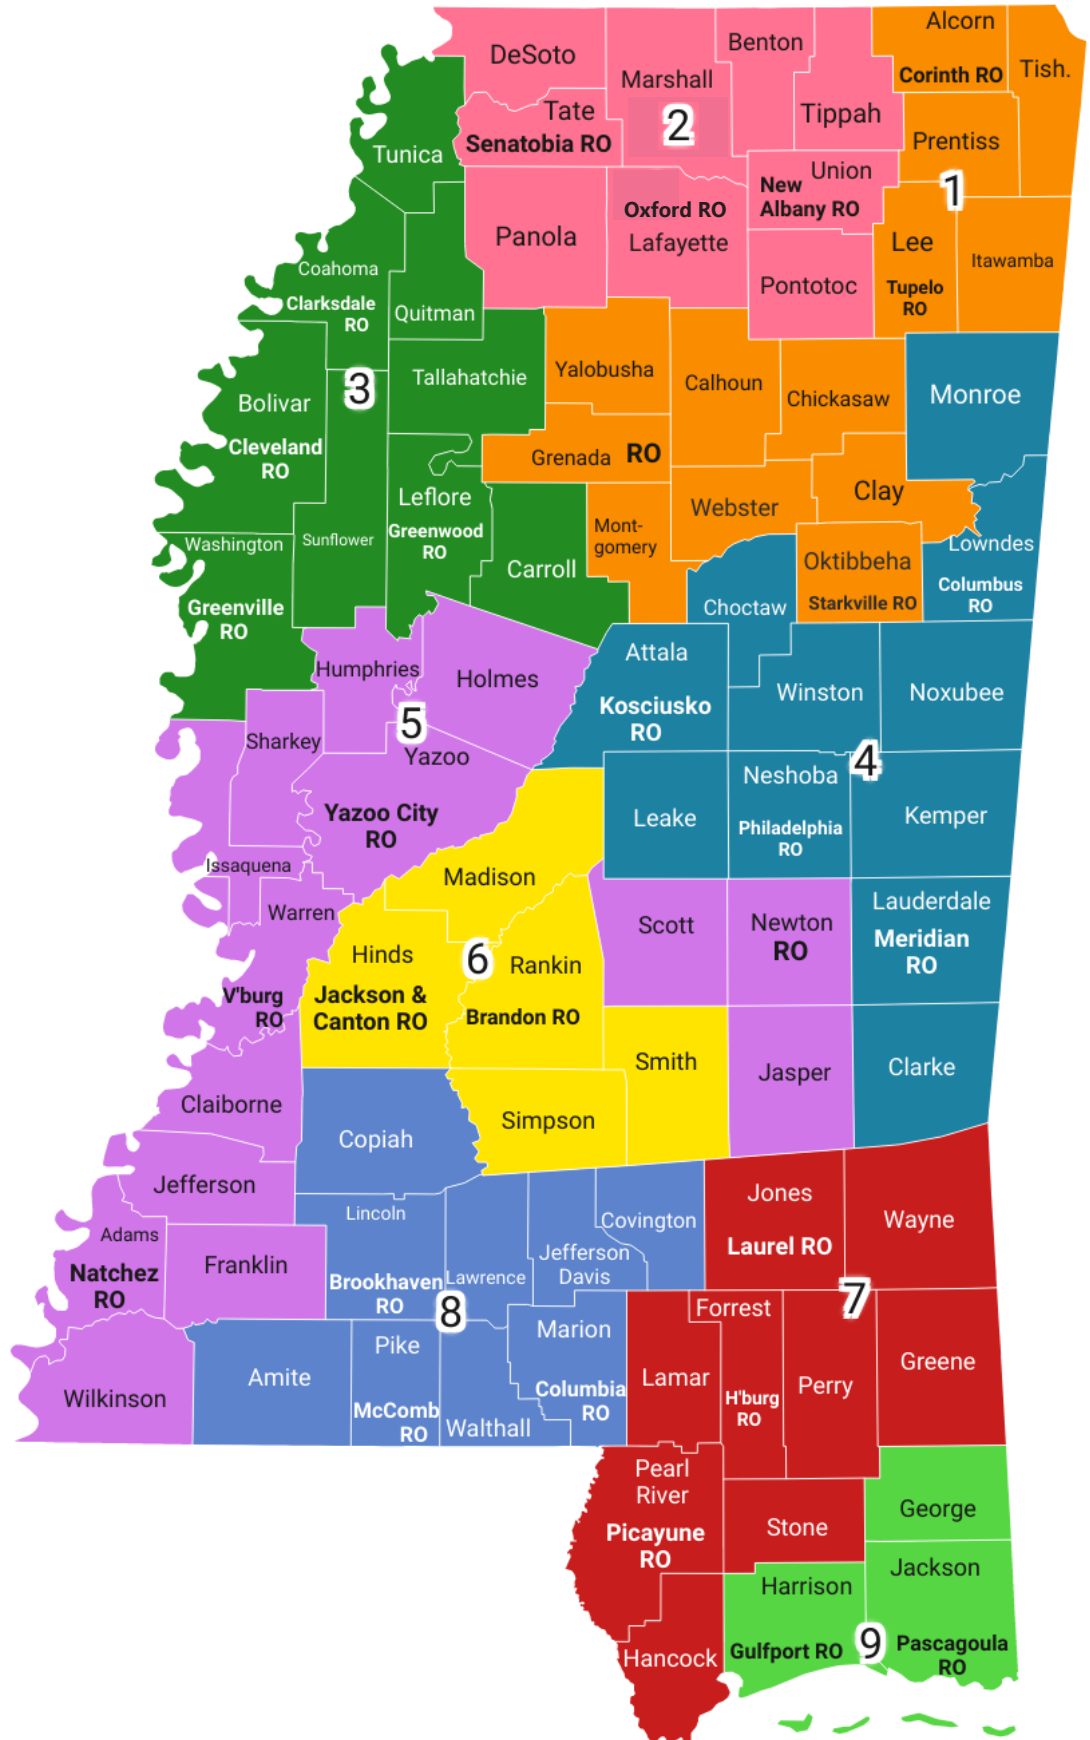 DeSoto
Marshall
Benton
Alcorn
Corinth RO
Tish.
Tate
Senatobia RO
2
Tippah
Prentiss
Tunica
Union
New
Albany RO
1
Panola
Oxford RO
Lafayette
Lee
Tupelo
RO
Itawamba
Coahoma
Clarksdale
RO
Quitman
Pontotoc
Yalobusha
Calhoun
Chickasaw
Monroe
3
Tallahatchie
Bolivar
Cleveland
RO
Grenada RO
Leflore
Greenwood
RO
Webster
Clay
Mont-
gomery
Washington
Sunflower
Carroll
Oktibbeha
Starkville RO
Lowndes
Columbus
RO
Greenville
RO
Choctaw
Humphries
Holmes
Attala
Kosciusko
RO
Winston
Noxubee
5
Sharkey
Yazoo
Yazoo City
RO
4
Neshoba
Philadelphia
RO
Leake
Kemper
Issaquena
Madison
Warren
Scott
Newton
RO
Lauderdale
Meridian
RO
Hinds
Jackson &
Canton RO
6
Rankin
Brandon RO
V'burg
RO
Smith
Jasper
Clarke
Claiborne
Copiah
Simpson
Jefferson
Lincoln
Covington
Jones
Laurel RO
Wayne
Adams
Natchez
RO
Franklin
Brookhaven
RO
Lawrence
Jefferson
Davis
8
7
Forrest
Marion
Columbia
RO
Pike
McComb
RO
Amite
Wilkinson
Walthall
Lamar
H'burg
RO
Perry
Greene
Pearl
River
Picayune
RO
Stone
George
Harrison
Gulfport RO
Jackson
Pascagoula
RO
9
Hancock